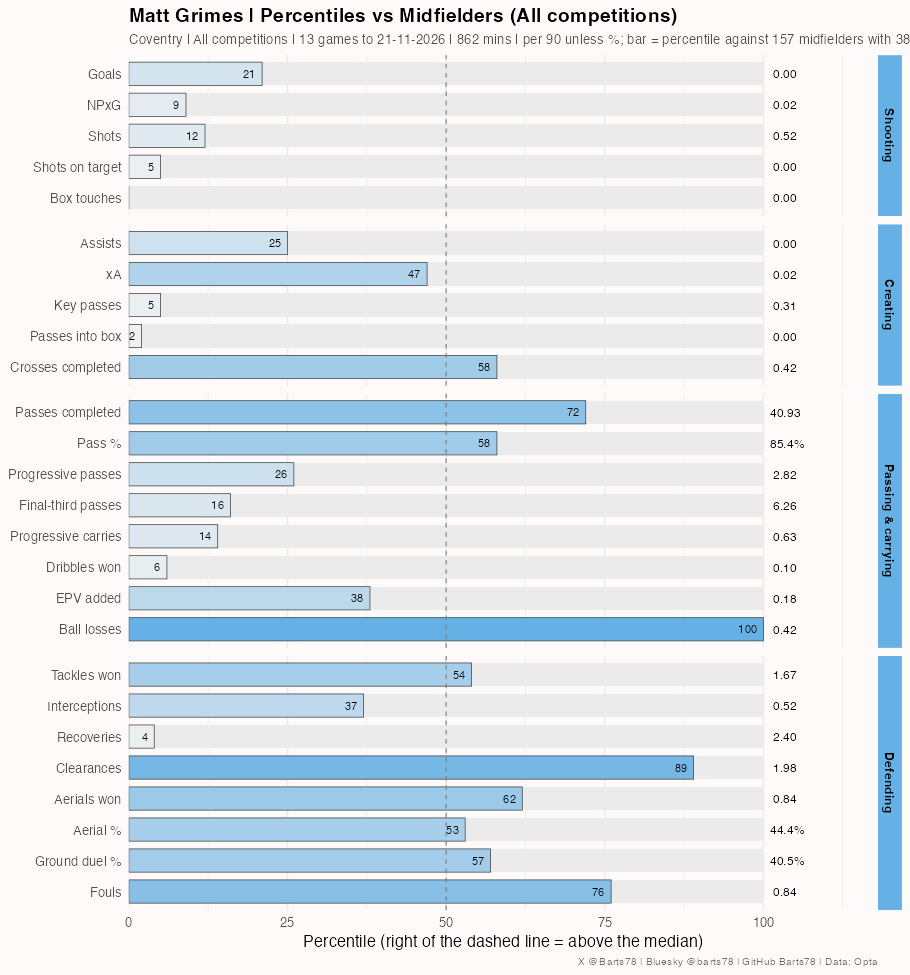 Matt Grimes | Percentiles vs Midfielders (All competitions)
Coventry | All competitions | 13 games to 21-11-2026 | 862 mins | per 90 unless %; bar = percentile against 157 midfielders with 38
Goals 21 0.00
NPxG 9 0.02
Shots 12 0.52
Shots on target 5 0.00
Box touches 0.00
Shooting
Assists 25 0.00
xA 47 0.02
Key passes 5 0.31
Passes into box 2 0.00
Crosses completed 58 0.42
Creating
Passes completed 72 40.93
Pass % 58 85.4%
Progressive passes 26 2.82
Final-third passes 16 6.26
Progressive carries 14 0.63
Dribbles won 6 0.10
EPV added 38 0.18
Ball losses 100 0.42
Passing & carrying
Tackles won 54 1.67
Interceptions 37 0.52
Recoveries 4 2.40
Clearances 89 1.98
Aerials won 62 0.84
Aerial % 53 44.4%
Ground duel % 57 40.5%
Fouls 76 0.84
Defending
0 25 50 75 100
Percentile (right of the dashed line = above the median)
X @Barts78 | Bluesky @barts78 | GitHub Barts78 | Data: Opta